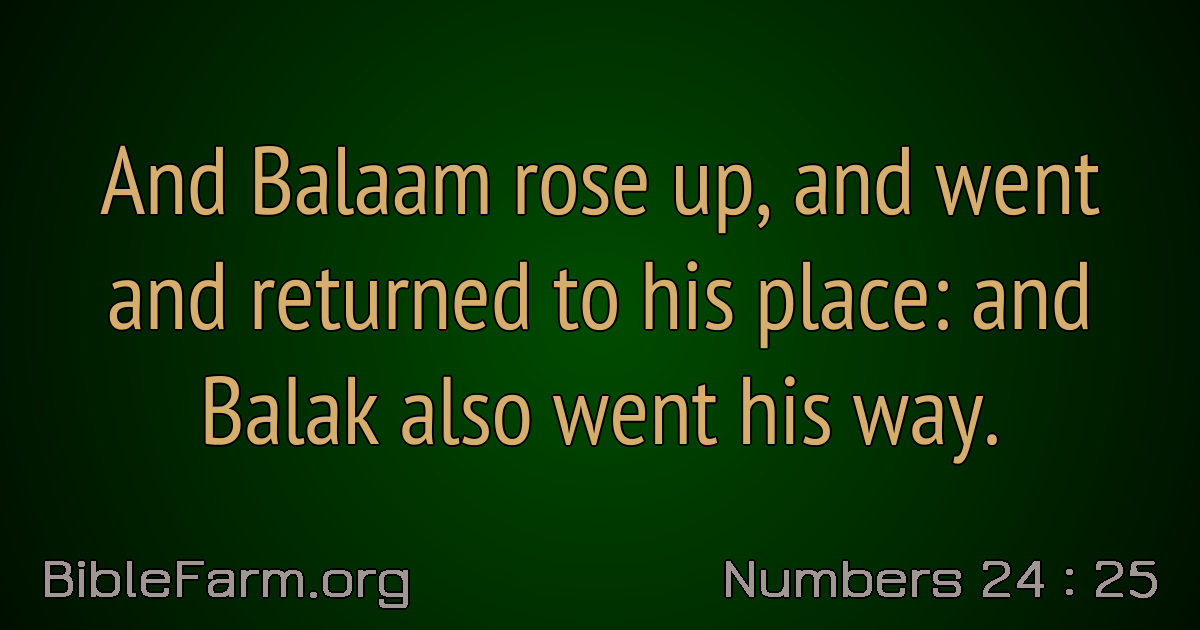 And Balaam rose up, and went
and returned to his place: and
Balak also went his way.
BibleFarm.org
Numbers 24 : 25